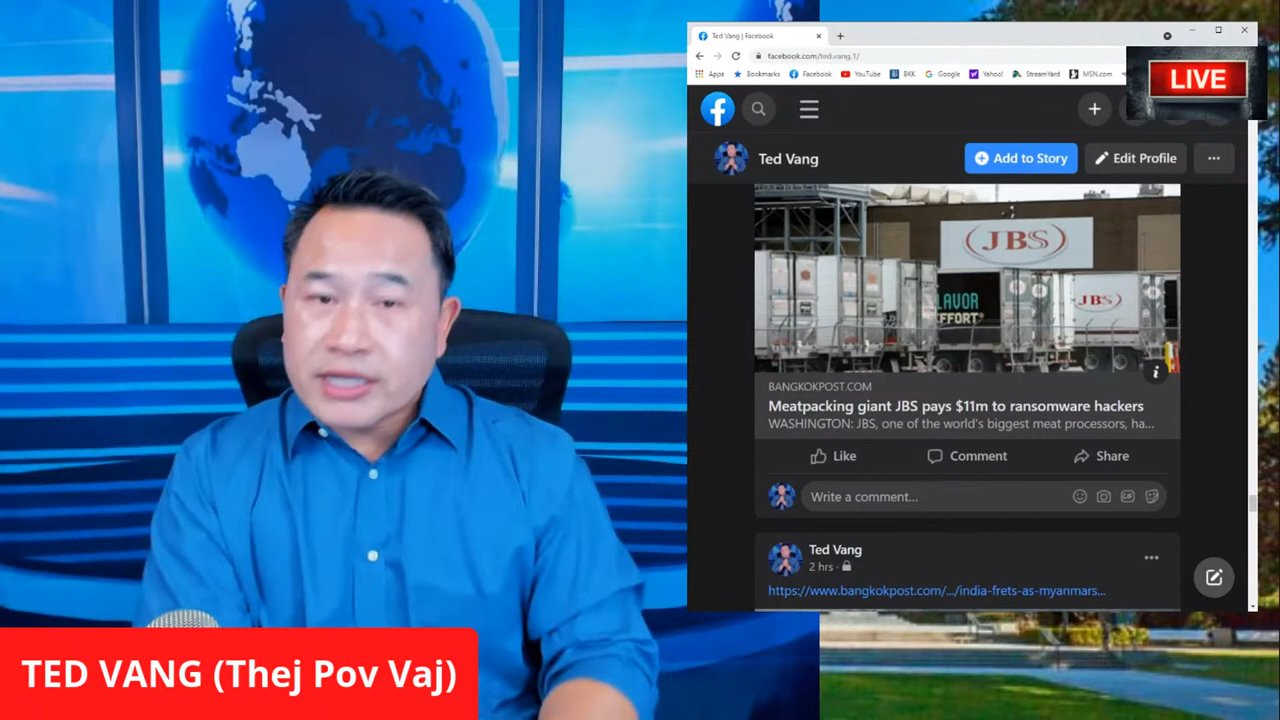 Ted Vang | Facebook
facebook.com/ted.vang.1/
Apps
Bookmarks
Facebook
YouTube
BKK
Google
Yahoo!
StreamYard
MSN.com
LIVE
Ted Vang
Add to Story
Edit Profile
JBS
LAVOR
EFFORT
JBS
BANGKOKPOST.COM
Meatpacking giant JBS pays $11m to ransomware hackers
WASHINGTON: JBS, one of the world's biggest meat processors, ha...
Like
Comment
Share
Write a comment...
GIF
Ted Vang
2 hrs ·
https://www.bangkokpost.com/.../india-frets-as-myanmars...
TED VANG (Thej Pov Vaj)